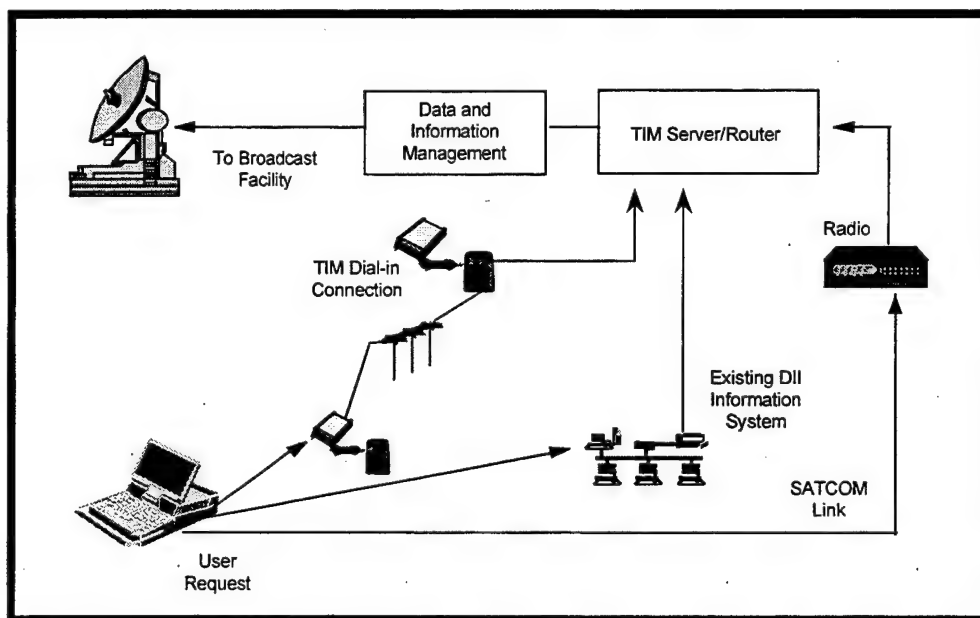 Data and
Information
Management
TIM Server/Router
To Broadcast
Facility
Radio
TIM Dial-in
Connection
Existing DII
Information
System
SATCOM
Link
User
Request